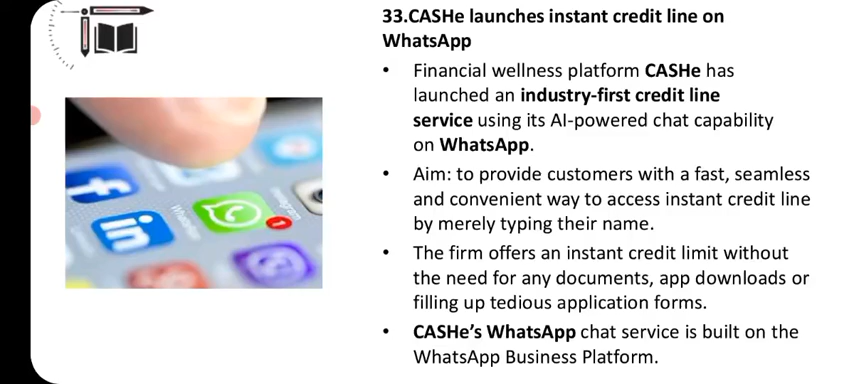 33.CASHe launches instant credit line on
WhatsApp
• Financial wellness platform CASHe has
launched an industry-first credit line
service using its AI-powered chat capability
on WhatsApp.
• Aim: to provide customers with a fast, seamless
and convenient way to access instant credit line
by merely typing their name.
• The firm offers an instant credit limit without
the need for any documents, app downloads or
filling up tedious application forms.
• CASHe's WhatsApp chat service is built on the
WhatsApp Business Platform.
f
in
WhatsApp
1